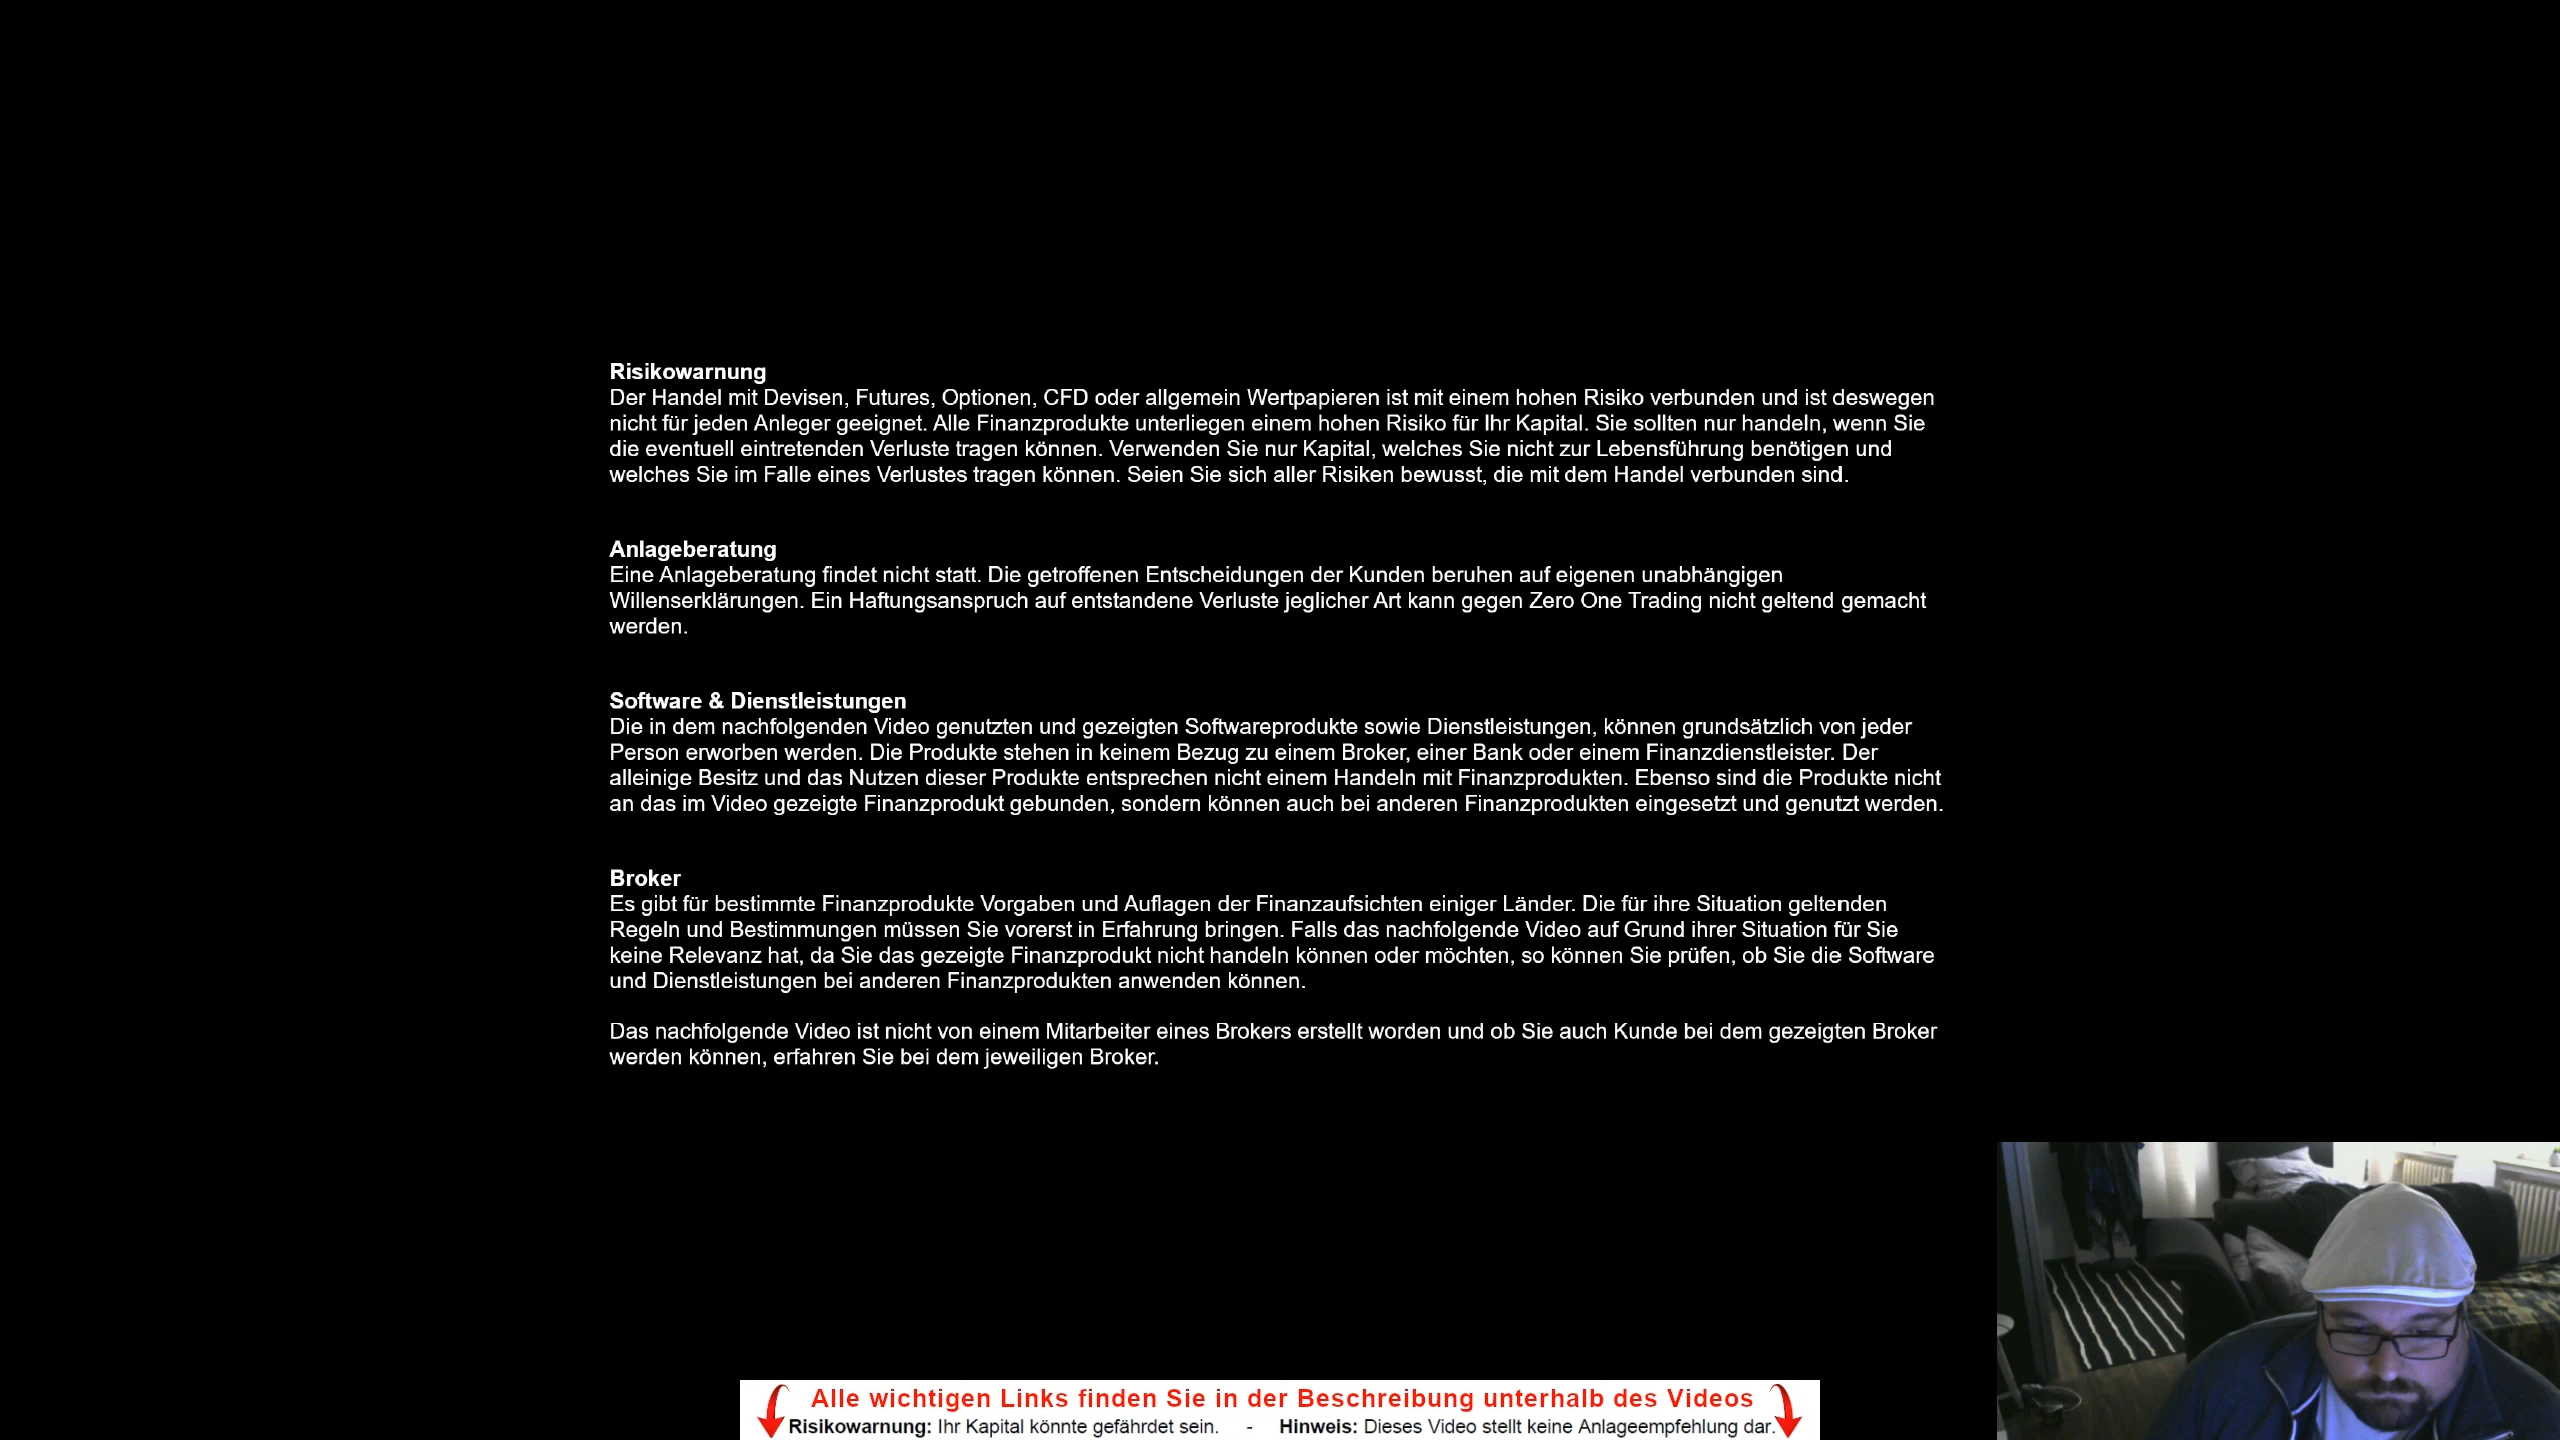 Risikowarnung
Der Handel mit Devisen, Futures, Optionen, CFD oder allgemein Wertpapieren ist mit einem hohen Risiko verbunden und ist deswegen
nicht für jeden Anleger geeignet. Alle Finanzprodukte unterliegen einem hohen Risiko für Ihr Kapital. Sie sollten nur handeln, wenn Sie
die eventuell eintretenden Verluste tragen können. Verwenden Sie nur Kapital, welches Sie nicht zur Lebensführung benötigen und
welches Sie im Falle eines Verlustes tragen können. Seien Sie sich aller Risiken bewusst, die mit dem Handel verbunden sind.
Anlageberatung
Eine Anlageberatung findet nicht statt. Die getroffenen Entscheidungen der Kunden beruhen auf eigenen unabhängigen
Willenserklärungen. Ein Haftungsanspruch auf entstandene Verluste jeglicher Art kann gegen Zero One Trading nicht geltend gemacht
werden.
Software & Dienstleistungen
Die in dem nachfolgenden Video genutzten und gezeigten Softwareprodukte sowie Dienstleistungen, können grundsätzlich von jeder
Person erworben werden. Die Produkte stehen in keinem Bezug zu einem Broker, einer Bank oder einem Finanzdienstleister. Der
alleinige Besitz und das Nutzen dieser Produkte entsprechen nicht einem Handeln mit Finanzprodukten. Ebenso sind die Produkte nicht
an das im Video gezeigte Finanzprodukt gebunden, sondern können auch bei anderen Finanzprodukten eingesetzt und genutzt werden.
Broker
Es gibt für bestimmte Finanzprodukte Vorgaben und Auflagen der Finanzaufsichten einiger Länder. Die für ihre Situation geltenden
Regeln und Bestimmungen müssen Sie vorerst in Erfahrung bringen. Falls das nachfolgende Video auf Grund ihrer Situation für Sie
keine Relevanz hat, da Sie das gezeigte Finanzprodukt nicht handeln können oder möchten, so können Sie prüfen, ob Sie die Software
und Dienstleistungen bei anderen Finanzprodukten anwenden können.
Das nachfolgende Video ist nicht von einem Mitarbeiter eines Brokers erstellt worden und ob Sie auch Kunde bei dem gezeigten Broker
werden können, erfahren Sie bei dem jeweiligen Broker.
Alle wichtigen Links finden Sie in der Beschreibung unterhalb des Videos
Risikowarnung: Ihr Kapital könnte gefährdet sein. - Hinweis: Dieses Video stellt keine Anlageempfehlung dar.